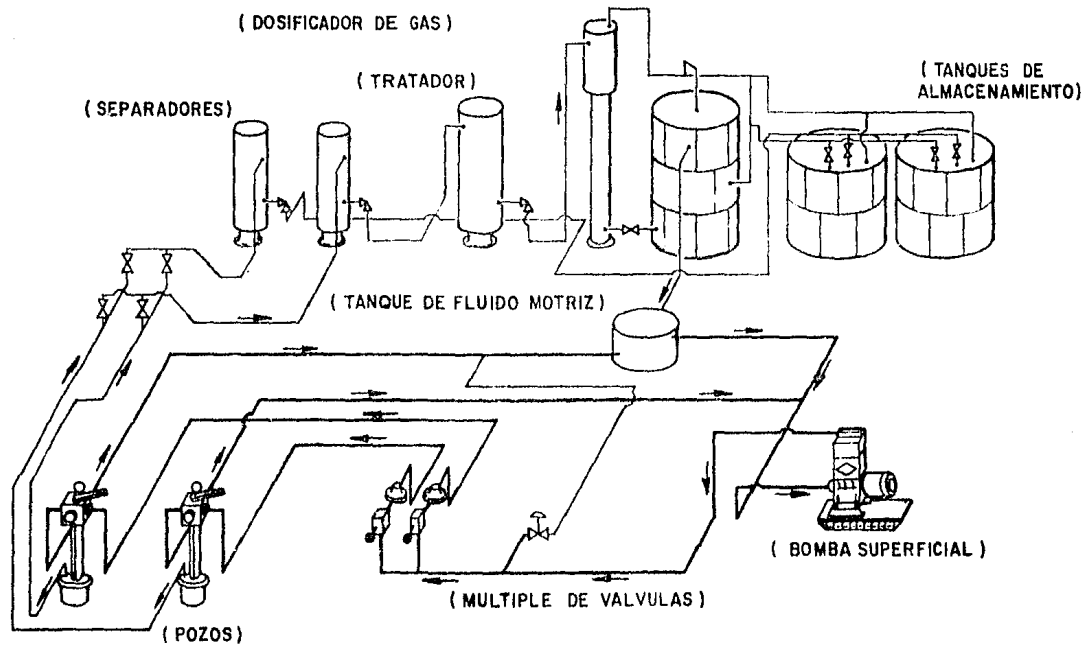 ( DOSIFICADOR DE GAS)
( TRATADOR )
( TANQUES DE
ALMACENAMIENTO)
(SEPARADORES)
( TANQUE DE FLUIDO MOTRIZ )
( BOMBA SUPERFICIAL )
( MULTIPLE DE VALVULAS )
(POZOS)